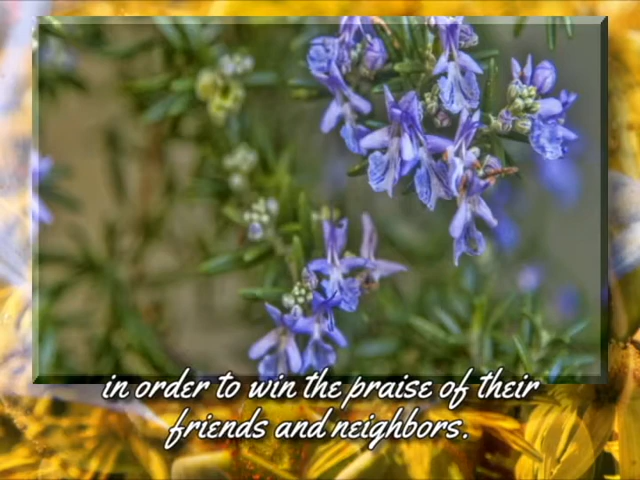 in order to win the praise of their
friends and neighbors.